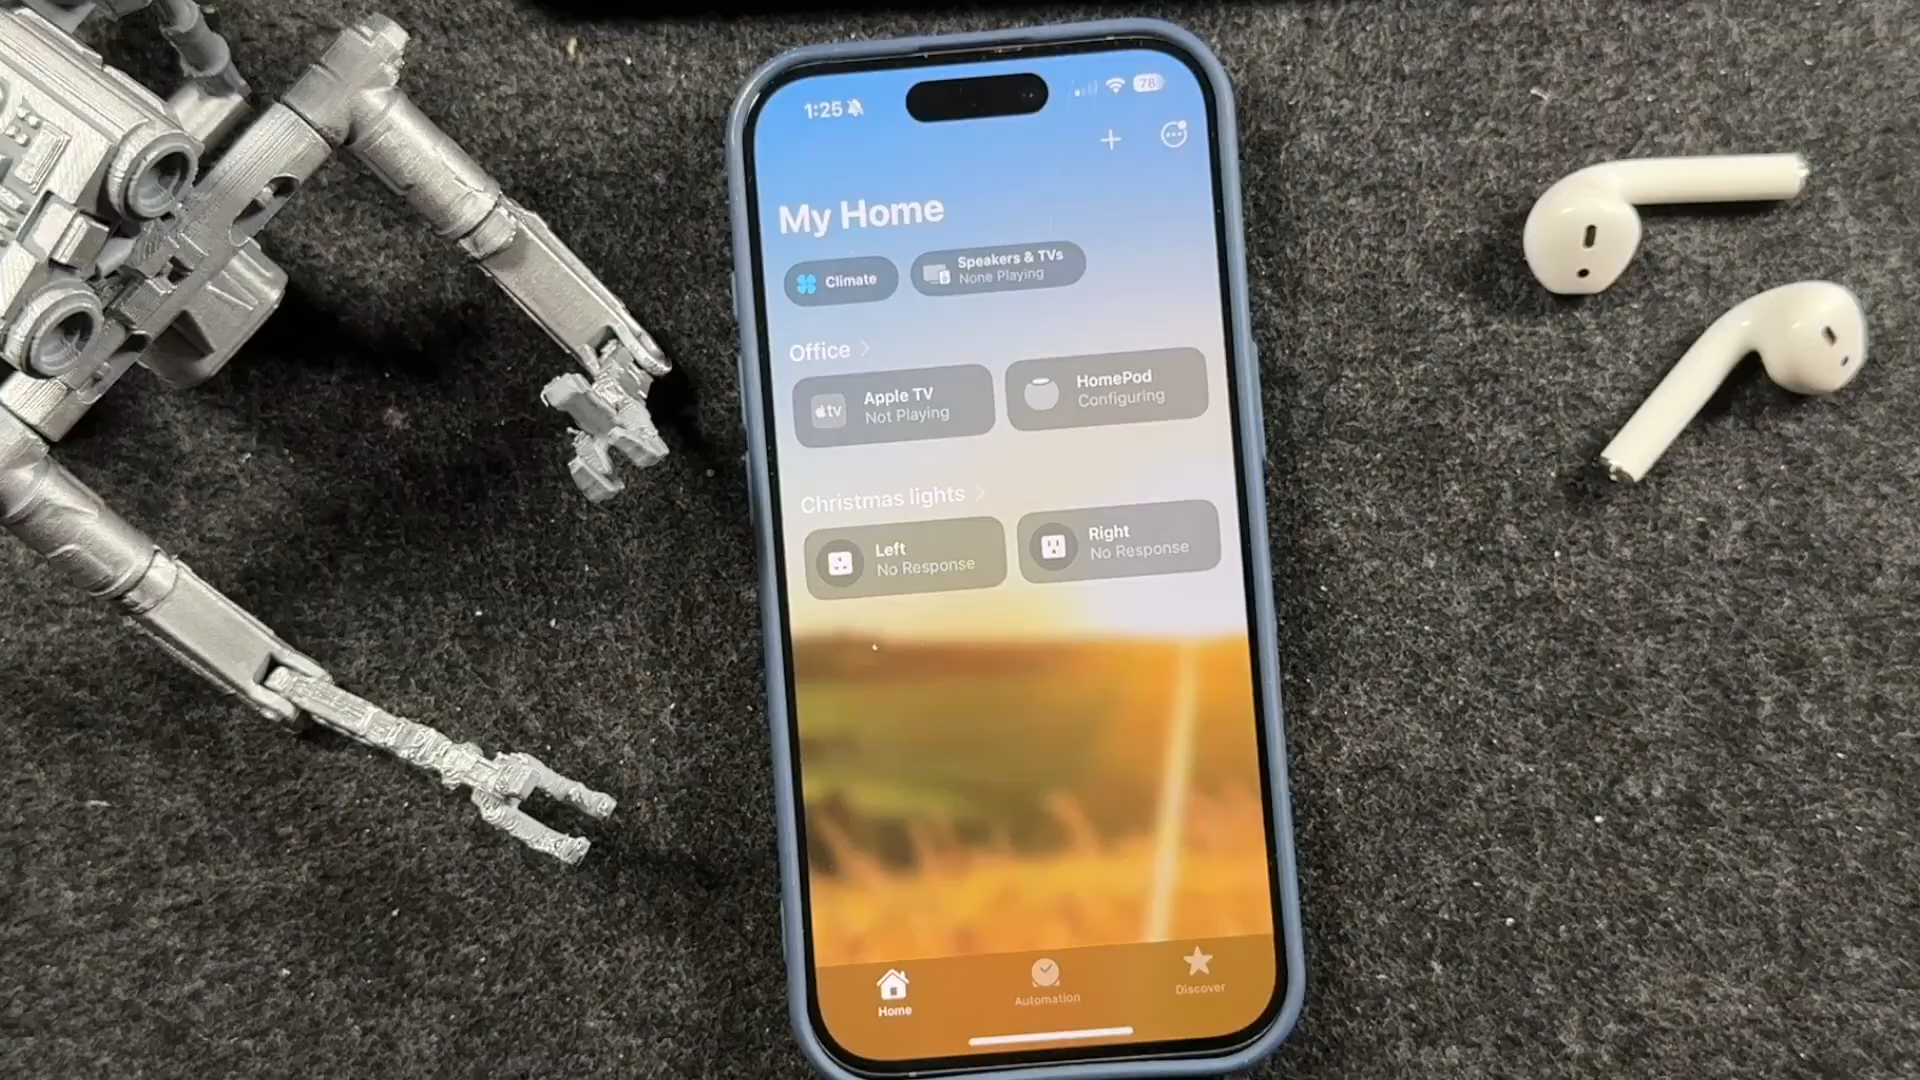 1:25
78
My Home
Climate
Speakers & TVs
None Playing
Office
tv
Apple TV
Not Playing
HomePod
Configuring
Christmas lights
Left
No Response
Right
No Response
Home
Automation
Discover